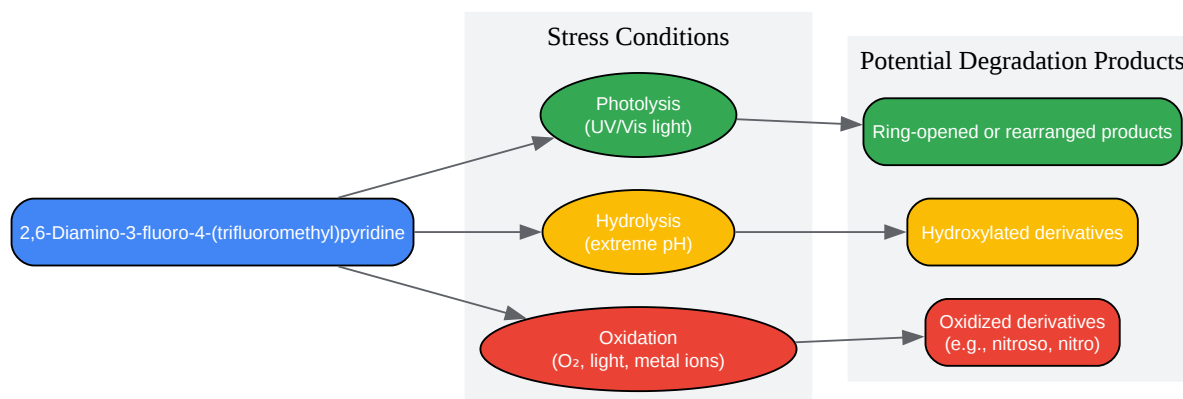 Stress Conditions
Potential Degradation Products
Photolysis
(UV/Vis light)
Ring-opened or rearranged products
2,6-Diamino-3-fluoro-4-(trifluoromethyl)pyridine
Hydrolysis
(extreme pH)
Hydroxylated derivatives
Oxidation
(O₂, light, metal ions)
Oxidized derivatives
(e.g., nitroso, nitro)